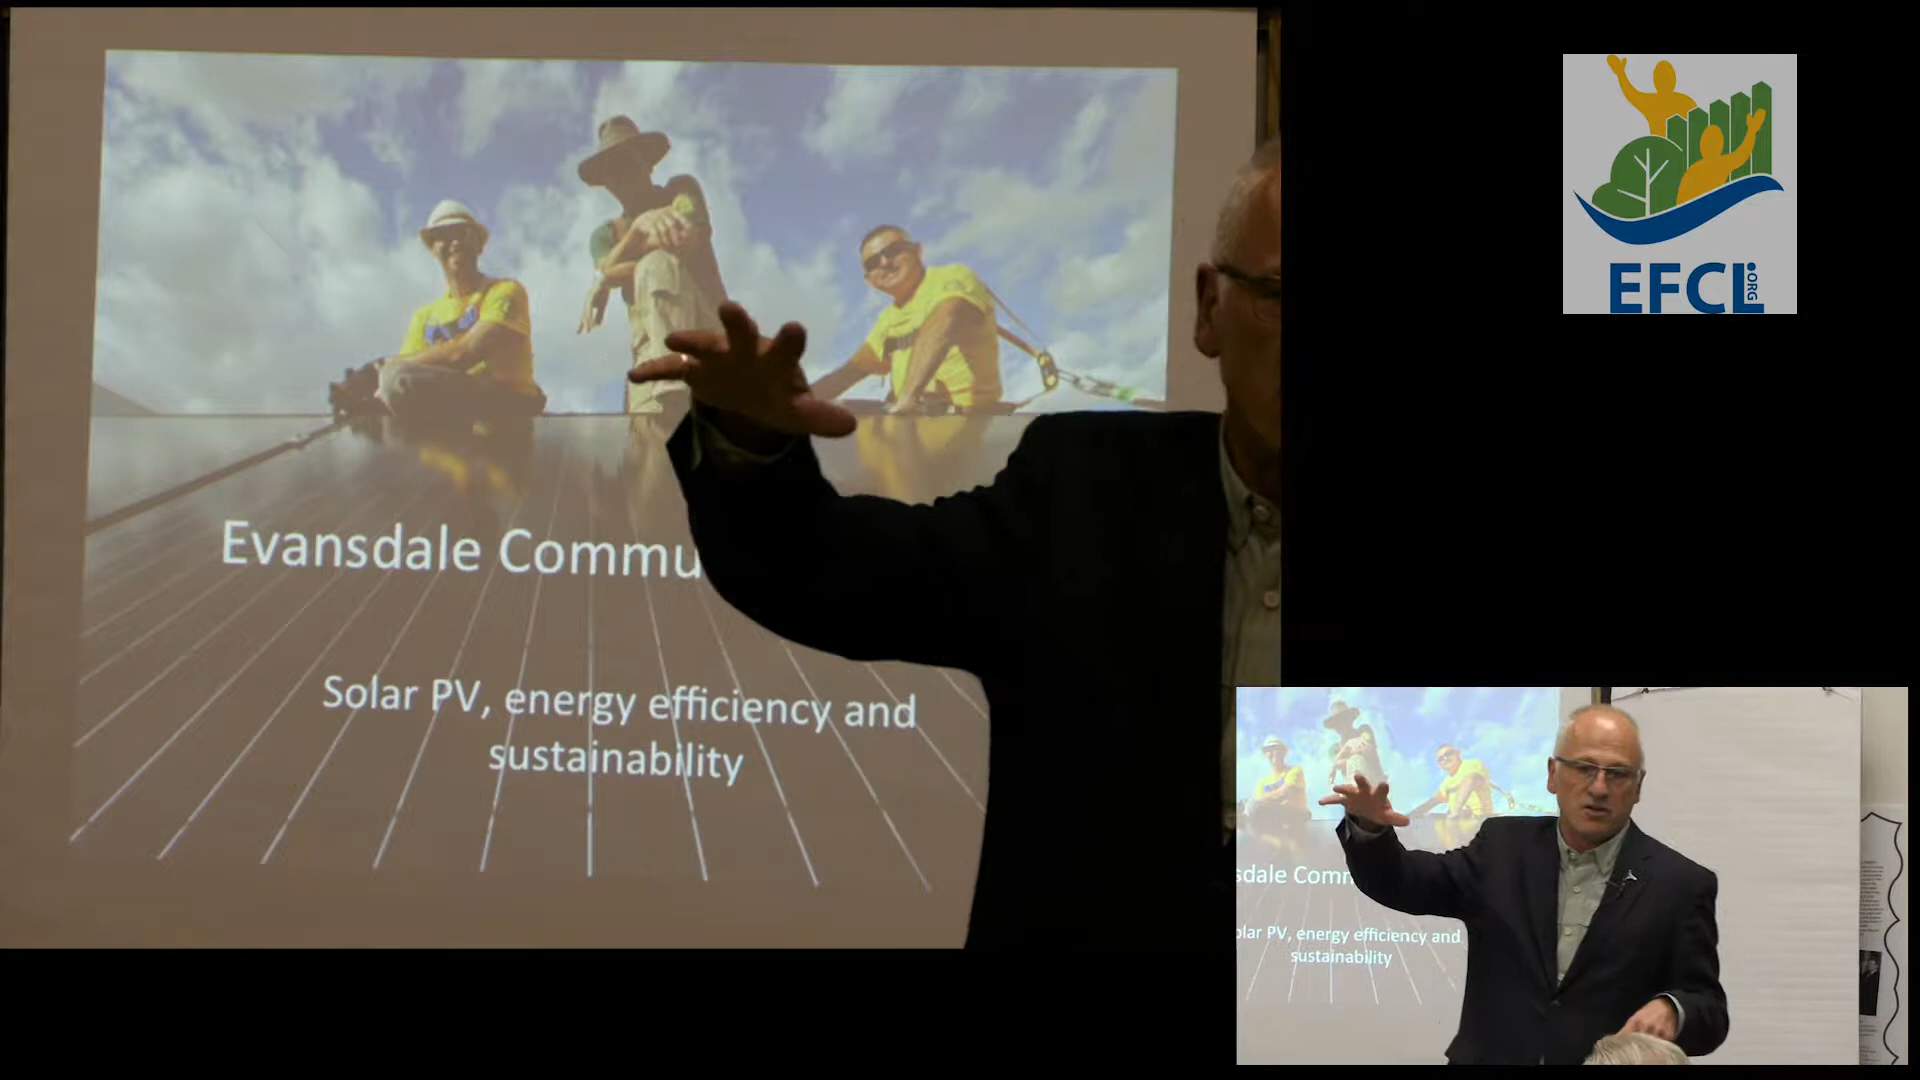 Evansdale Commu
Solar PV, energy efficiency and
sustainability
EFCL.ORG
sdale Comm
olar PV, energy efficiency and
sustainability